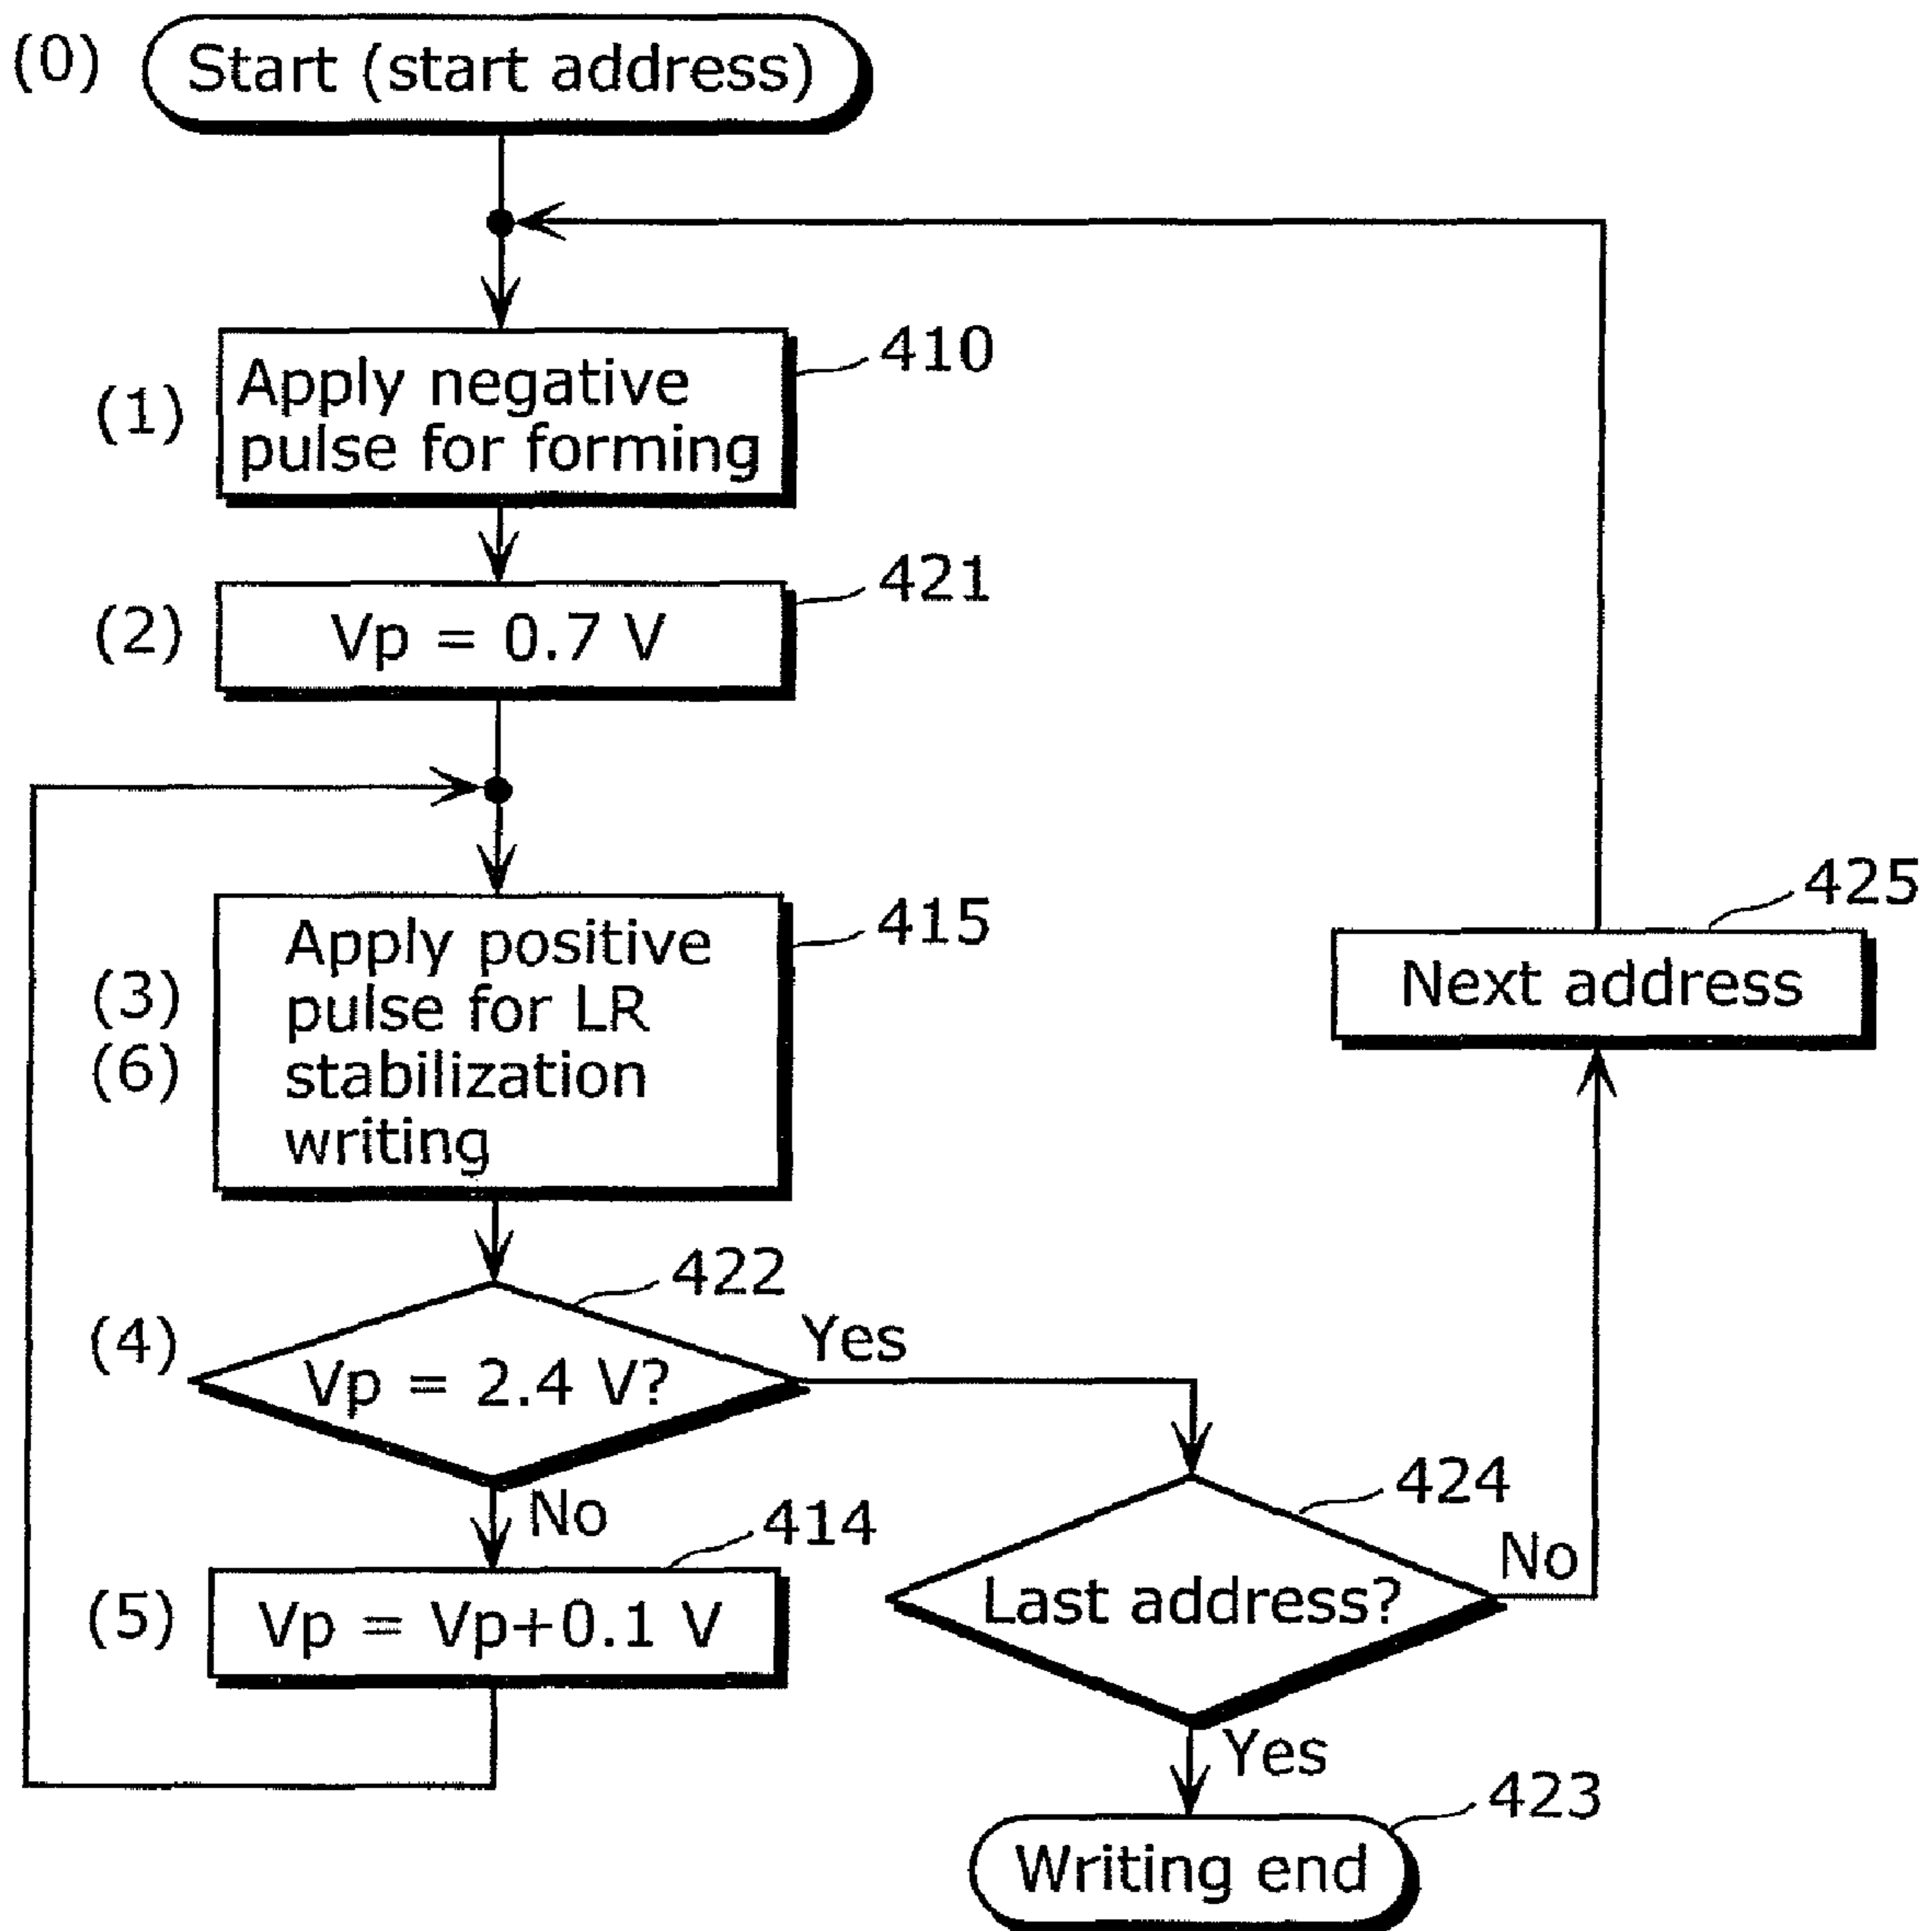 (0) Start (start address)
410
(1) Apply negative
pulse for forming
421
(2) Vp = 0.7 V
415
Apply positive
(3) pulse for LR
(6) stabilization
writing
425
Next address
422
(4) Vp = 2.4 V?
Yes
No
414
(5) Vp = Vp+0.1 V
424
Last address?
No
Yes
423
Writing end